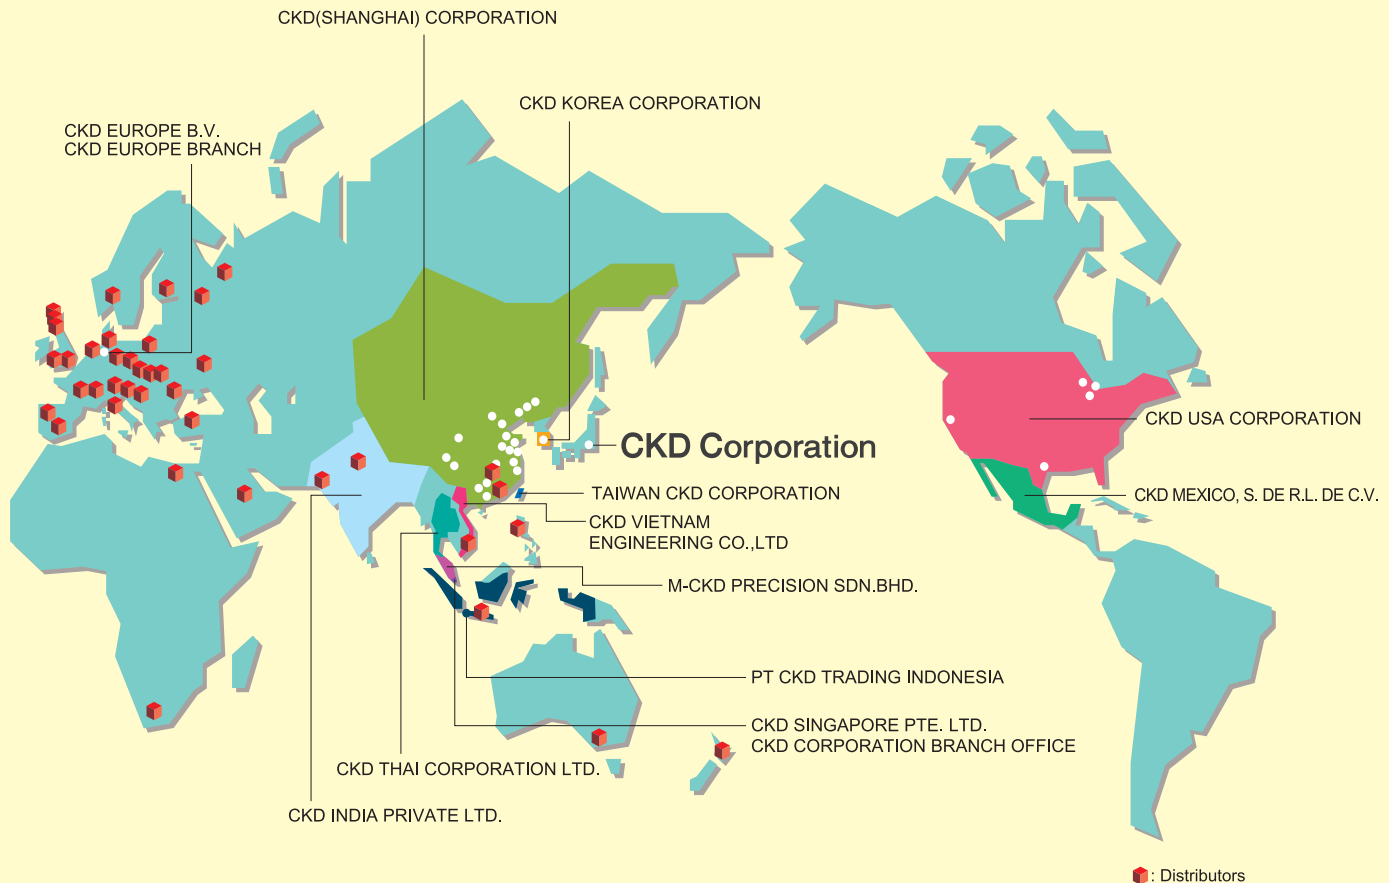 CKD(SHANGHAI) CORPORATION
CKD KOREA CORPORATION
CKD EUROPE B.V.
CKD EUROPE BRANCH
CKD USA CORPORATION
CKD Corporation
TAIWAN CKD CORPORATION
CKD MEXICO, S. DE R.L. DE C.V.
CKD VIETNAM
ENGINEERING CO.,LTD
M-CKD PRECISION SDN.BHD.
PT CKD TRADING INDONESIA
CKD SINGAPORE PTE. LTD.
CKD CORPORATION BRANCH OFFICE
CKD THAI CORPORATION LTD.
CKD INDIA PRIVATE LTD.
: Distributors